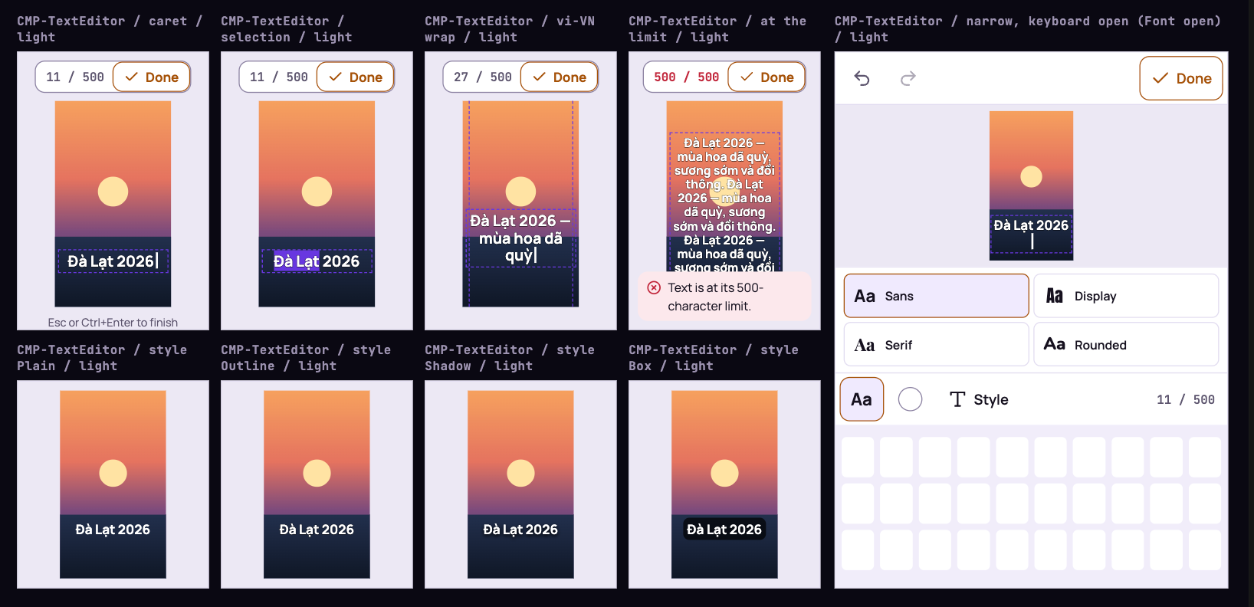 CMP-TextEditor / caret /
light
11 / 500
Done
Đà Lạt 2026
Esc or Ctrl+Enter to finish
CMP-TextEditor /
selection / light
11 / 500
Done
Đà Lạt 2026
CMP-TextEditor / vi-VN
wrap / light
27 / 500
Done
Đà Lạt 2026 –
mùa hoa dã
quỳ
CMP-TextEditor / at the
limit / light
500 / 500
Done
Đà Lạt 2026 –
mùa hoa dã quỳ,
sương sớm và đồi
thông. Đà Lạt
2026 – mùa hoa
dã quỳ, sương
sớm và đồi thông.
Đà Lạt 2026 –
mùa hoa dã quỳ,
sương sớm và đồi
Text is at its 500-
character limit.
CMP-TextEditor / narrow, keyboard open (Font open)
/ light
Done
Đà Lạt 2026
Aa Sans
Aa Display
Aa Serif
Aa Rounded
Aa
Style
11 / 500
CMP-TextEditor / style
Plain / light
Đà Lạt 2026
CMP-TextEditor / style
Outline / light
Đà Lạt 2026
CMP-TextEditor / style
Shadow / light
Đà Lạt 2026
CMP-TextEditor / style
Box / light
Đà Lạt 2026